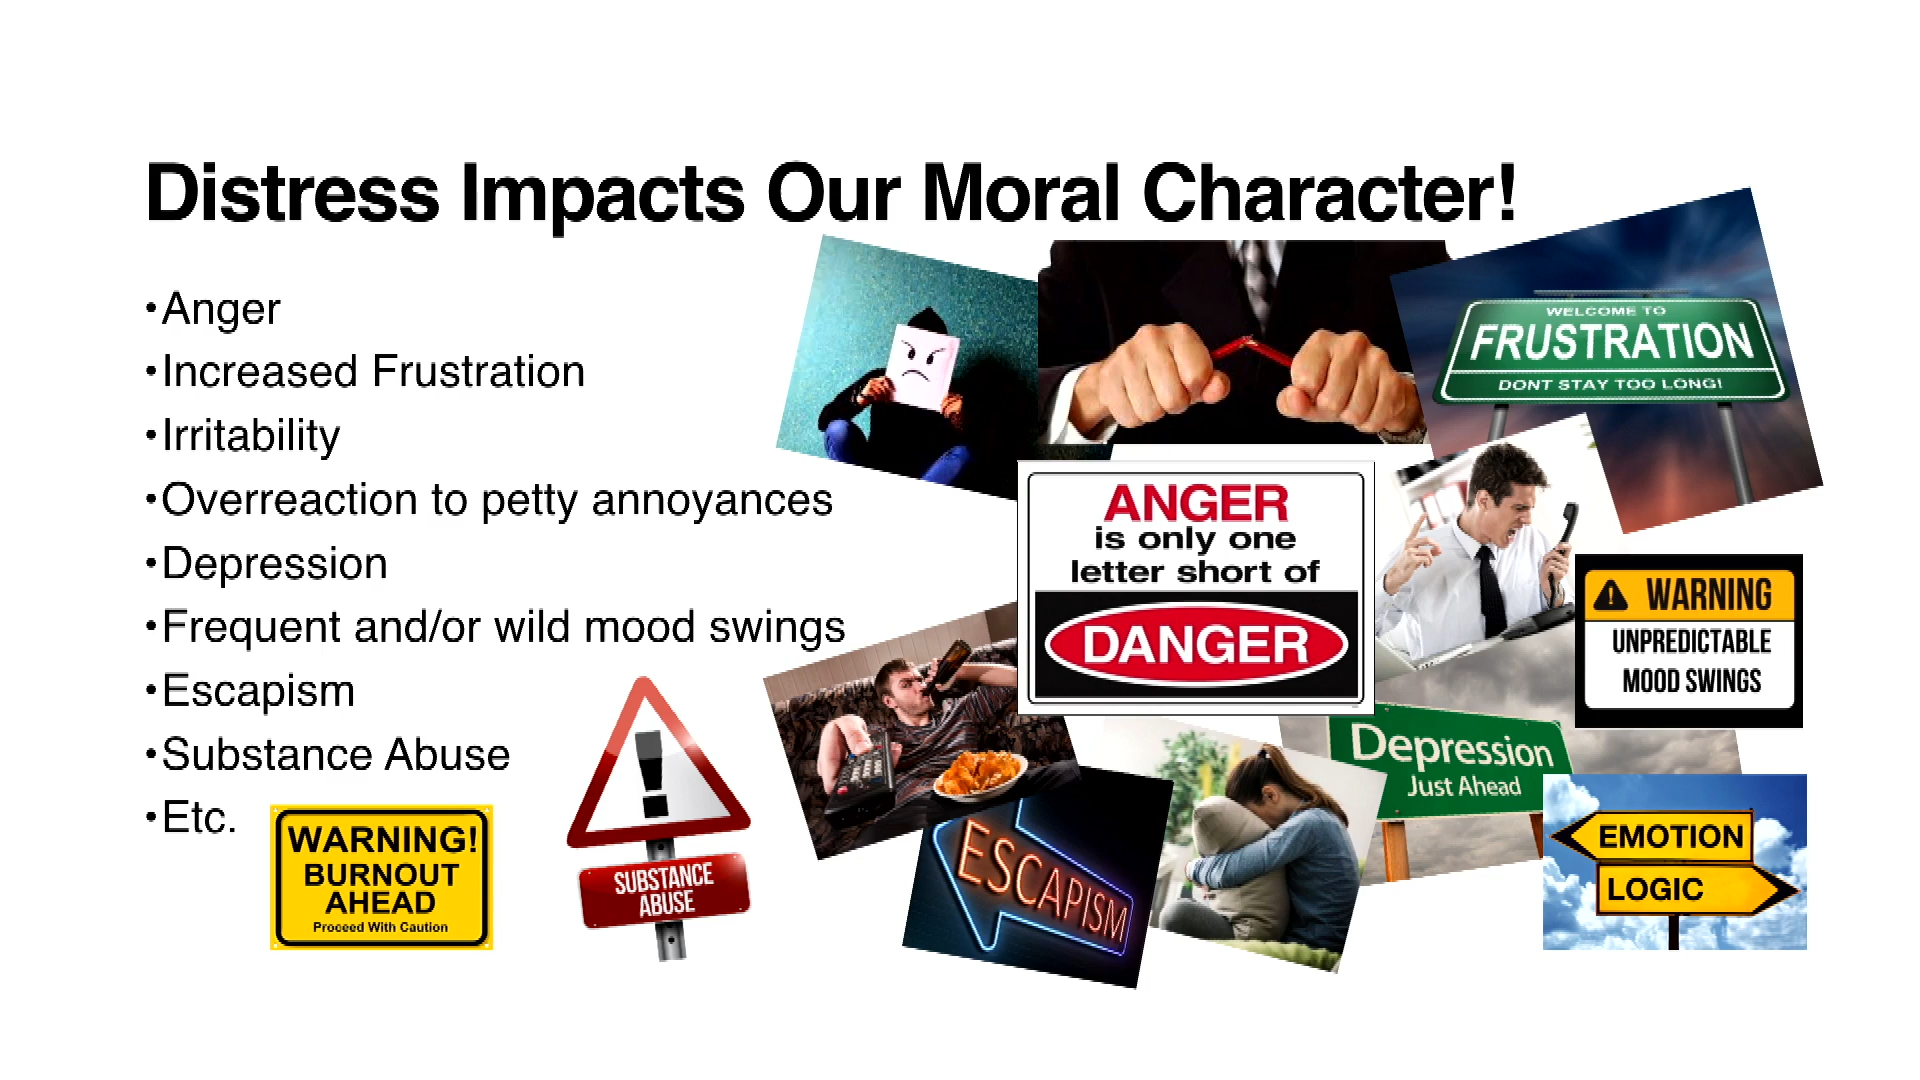 Distress Impacts Our Moral Character!
•Anger
•Increased Frustration
•Irritability
•Overreaction to petty annoyances
•Depression
•Frequent and/or wild mood swings
•Escapism
•Substance Abuse
•Etc.
WARNING!
BURNOUT
AHEAD
Proceed With Caution
SUBSTANCE
ABUSE
WELCOME TO
FRUSTRATION
DONT STAY TOO LONG!
ANGER
is only one
letter short of
DANGER
WARNING
UNPREDICTABLE
MOOD SWINGS
Depression
Just Ahead
ESCAPISM
EMOTION
LOGIC